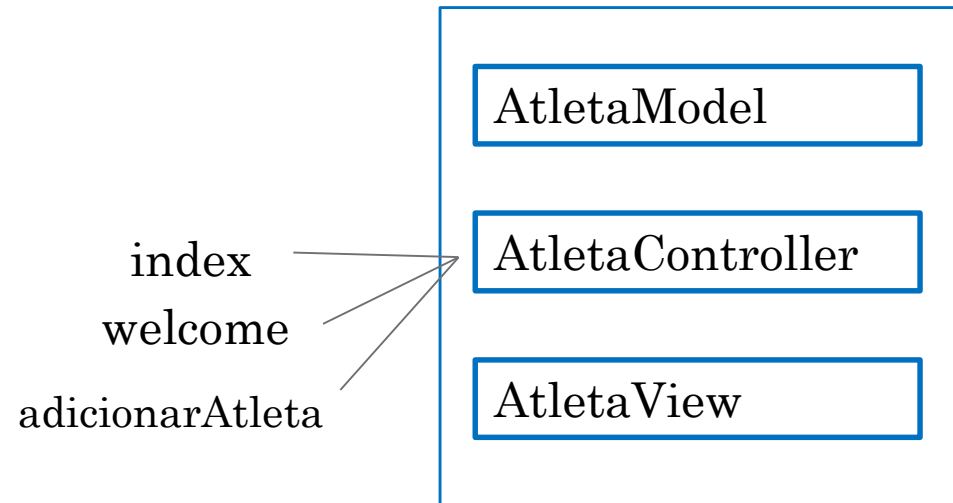 AtletaModel
index
AtletaController
welcome
adicionarAtleta
AtletaView